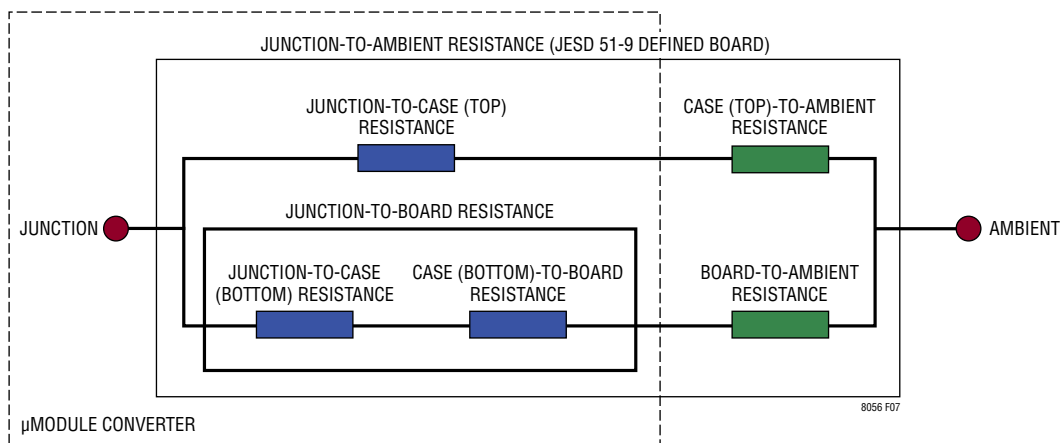 JUNCTION-TO-AMBIENT RESISTANCE (JESD 51-9 DEFINED BOARD)
JUNCTION-TO-CASE (TOP)
RESISTANCE
CASE (TOP)-TO-AMBIENT
RESISTANCE
JUNCTION
JUNCTION-TO-BOARD RESISTANCE
AMBIENT
JUNCTION-TO-CASE
(BOTTOM) RESISTANCE
CASE (BOTTOM)-TO-BOARD
RESISTANCE
BOARD-TO-AMBIENT
RESISTANCE
8056 F07
µMODULE CONVERTER